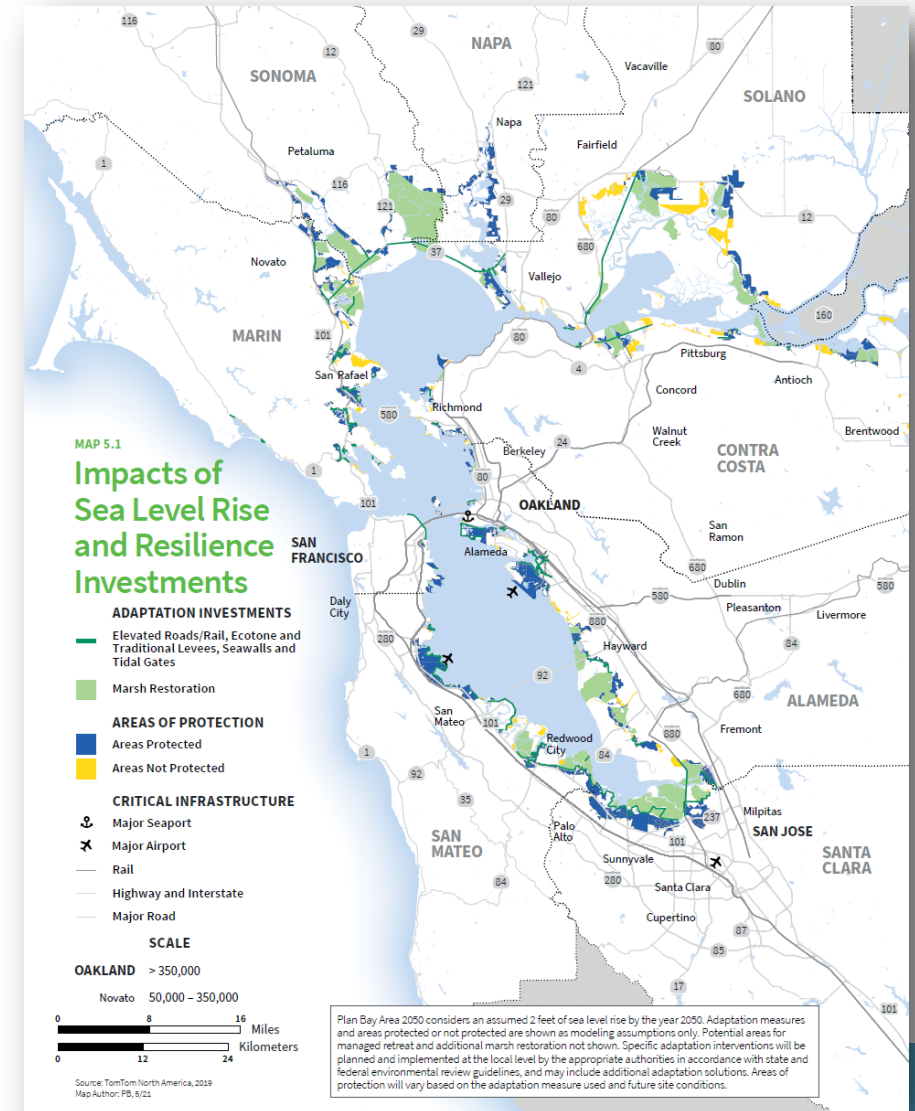 MAP 5.1
Impacts of
Sea Level Rise
and Resilience
Investments
ADAPTATION INVESTMENTS
Elevated Roads/Rail, Ecotone and
Traditional Levees, Seawalls and
Tidal Gates
Marsh Restoration
AREAS OF PROTECTION
Areas Protected
Areas Not Protected
CRITICAL INFRASTRUCTURE
Major Seaport
Major Airport
Rail
Highway and Interstate
Major Road
SCALE
OAKLAND > 350,000
Novato 50,000 – 350,000
0 8 16
Miles
Kilometers
0 12 24
Source: TomTom North America, 2019
Map Author: PB, 5/21
Plan Bay Area 2050 considers an assumed 2 feet of sea level rise by the year 2050. Adaptation measures
and areas protected or not protected are shown as modeling assumptions only. Potential areas for
managed retreat and additional marsh restoration not shown. Specific adaptation interventions will be
planned and implemented at the local level by the appropriate authorities in accordance with state and
federal environmental review guidelines, and may include additional adaptation solutions. Areas of
protection will vary based on the adaptation measure used and future site conditions.
116
29
NAPA
12
80
SONOMA
Vacaville
121
SOLANO
Napa
Petaluma
Fairfield
1
116
121
29
80
12
680
37
Novato
Vallejo
160
MARIN
101
80
4
Pittsburg
San Rafael
Antioch
Concord
580
Richmond
Walnut
Creek
Brentwood
24
Berkeley
CONTRA
COSTA
1
80
101
OAKLAND
San
Ramon
SAN
FRANCISCO
Alameda
680
Dublin
580
580
Daly
City
Pleasanton
Livermore
880
280
Hayward
84
92
ALAMEDA
680
San
Mateo
101
Fremont
880
Redwood
City
84
1
92
35
237
Milpitas
Palo
Alto
SAN JOSE
SAN
MATEO
101
SANTA
CLARA
Sunnyvale
84
280
Santa Clara
Cupertino
87
85
17
101